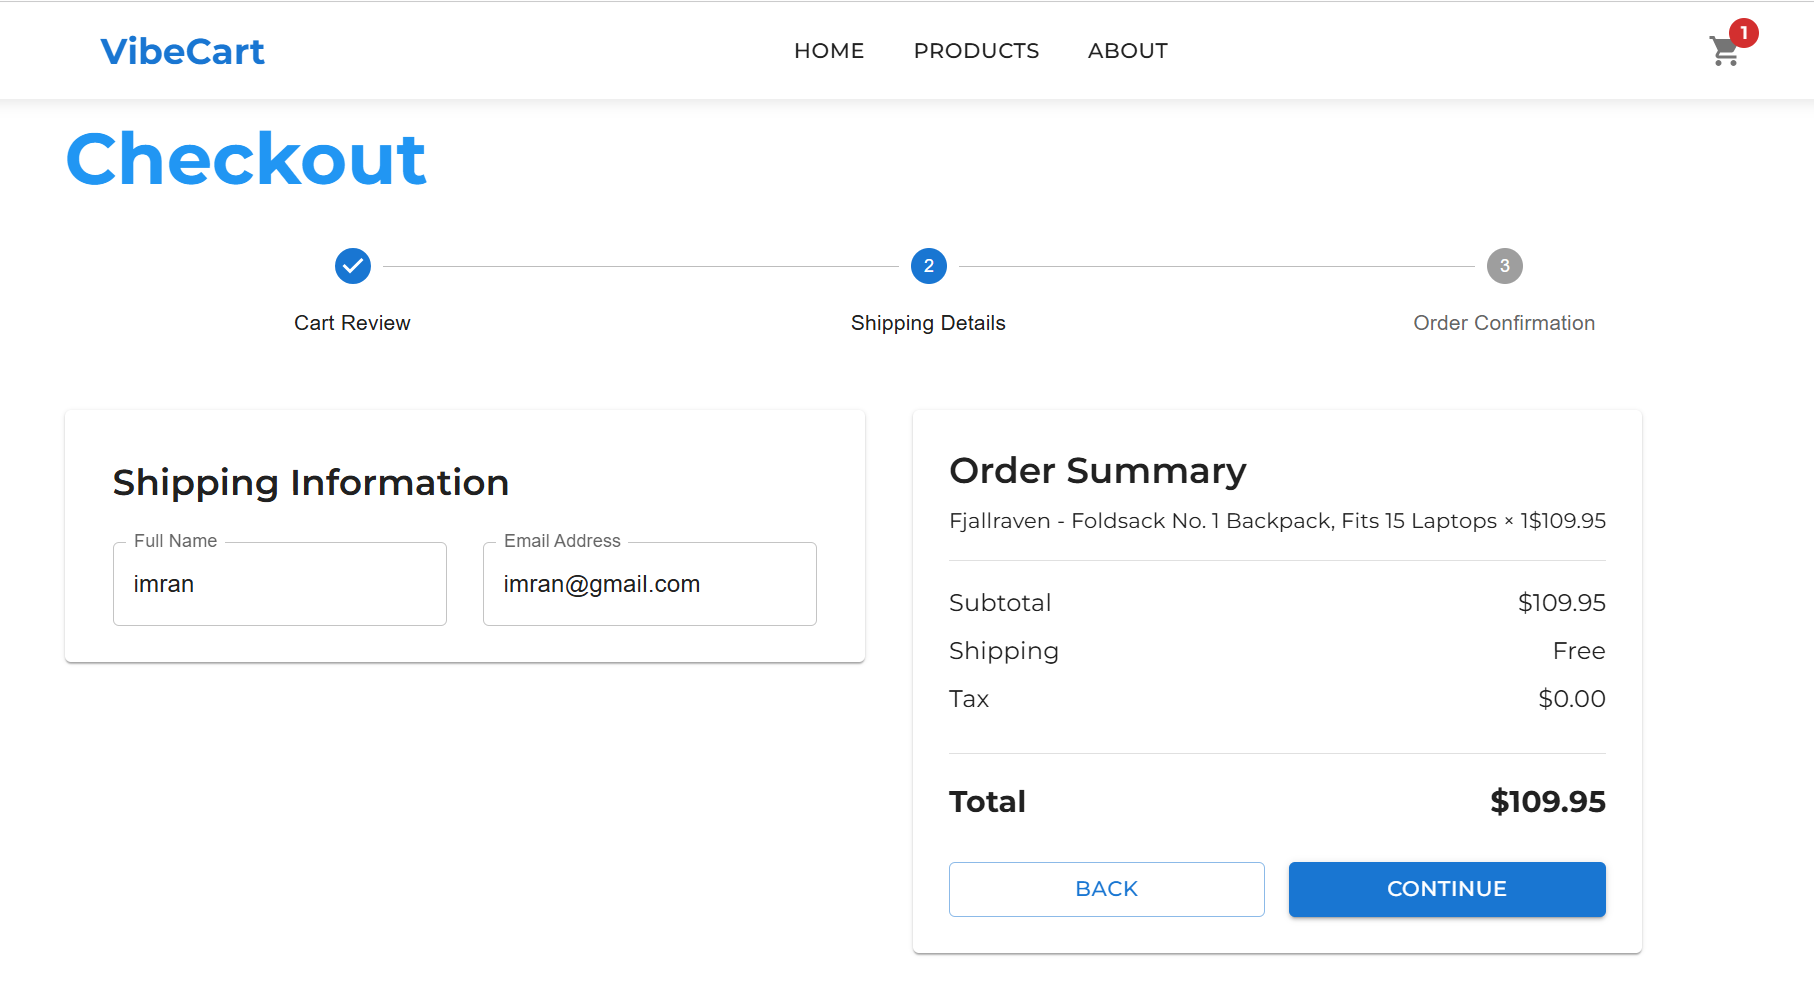 VibeCart HOME PRODUCTS ABOUT 1
Checkout
2 3
Cart Review Shipping Details Order Confirmation
Shipping Information
Full Name Email Address
imran imran@gmail.com
Order Summary
Fjallraven - Foldsack No. 1 Backpack, Fits 15 Laptops × 1$109.95
Subtotal $109.95
Shipping Free
Tax $0.00
Total $109.95
BACK CONTINUE